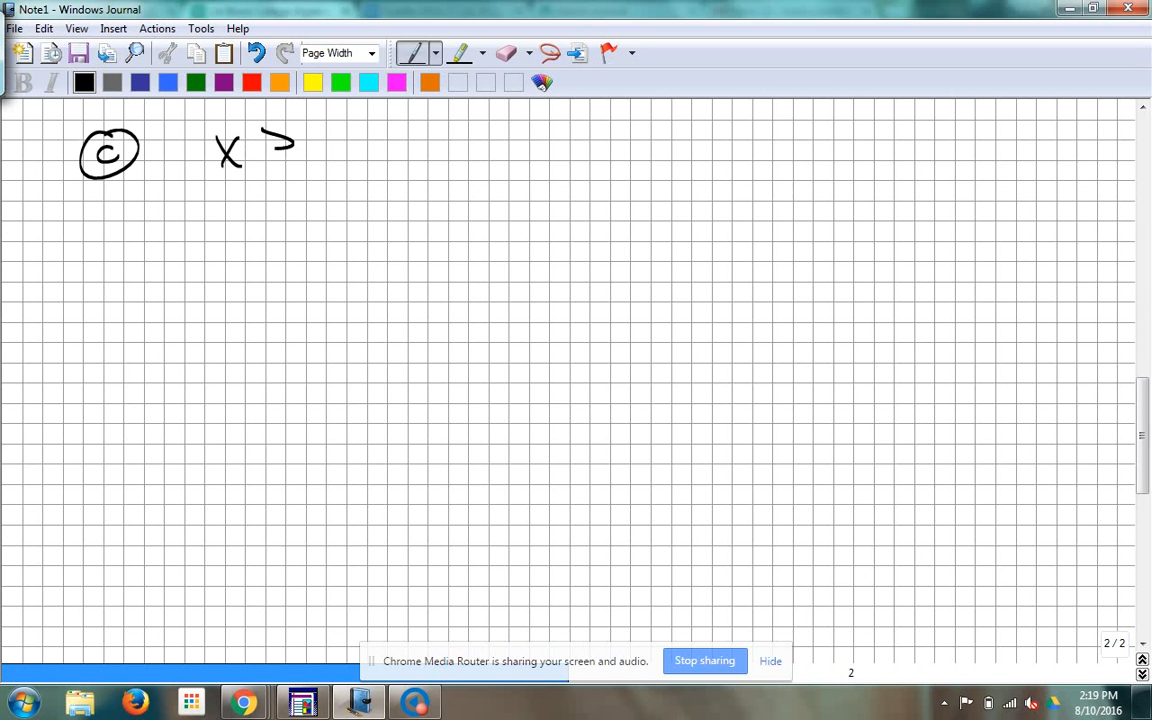 Note1 - Windows Journal
File Edit View Insert Actions Tools Help
Page Width
B I
c x >
2 / 2
Chrome Media Router is sharing your screen and audio. Stop sharing Hide
2
2:19 PM
8/10/2016